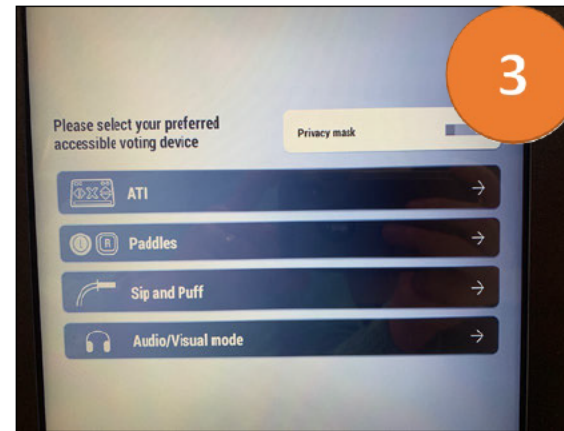 3
Please select your preferred
accessible voting device
Privacy mask
ATI
L R Paddles
Sip and Puff
Audio/Visual mode